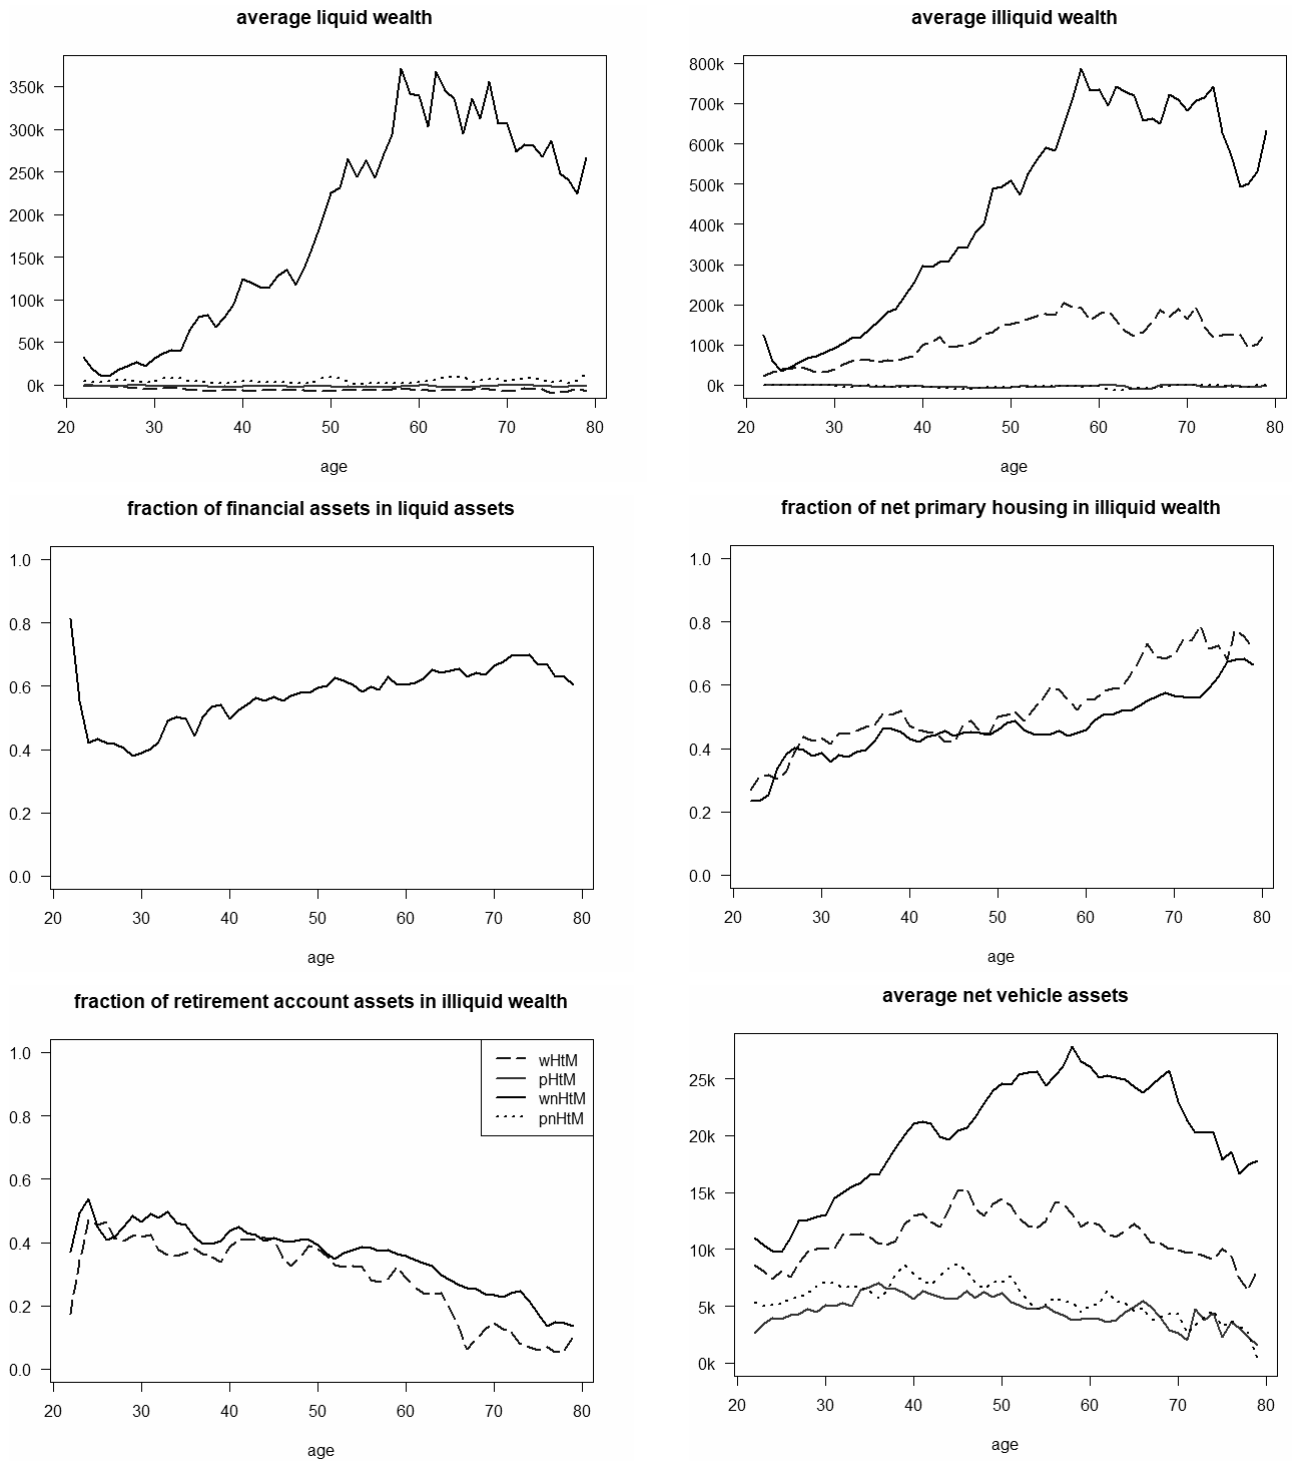 average liquid wealth
350k
300k
250k
200k
150k
100k
50k
0k
20 30 40 50 60 70 80
age
average illiquid wealth
800k
700k
600k
500k
400k
300k
200k
100k
0k
20 30 40 50 60 70 80
age
fraction of financial assets in liquid assets
1.0
0.8
0.6
0.4
0.2
0.0
20 30 40 50 60 70 80
age
fraction of net primary housing in illiquid wealth
1.0
0.8
0.6
0.4
0.2
0.0
20 30 40 50 60 70 80
age
fraction of retirement account assets in illiquid wealth
1.0
0.8
0.6
0.4
0.2
0.0
wHtM
pHtM
wnHtM
pnHtM
20 30 40 50 60 70 80
age
average net vehicle assets
25k
20k
15k
10k
5k
0k
20 30 40 50 60 70 80
age